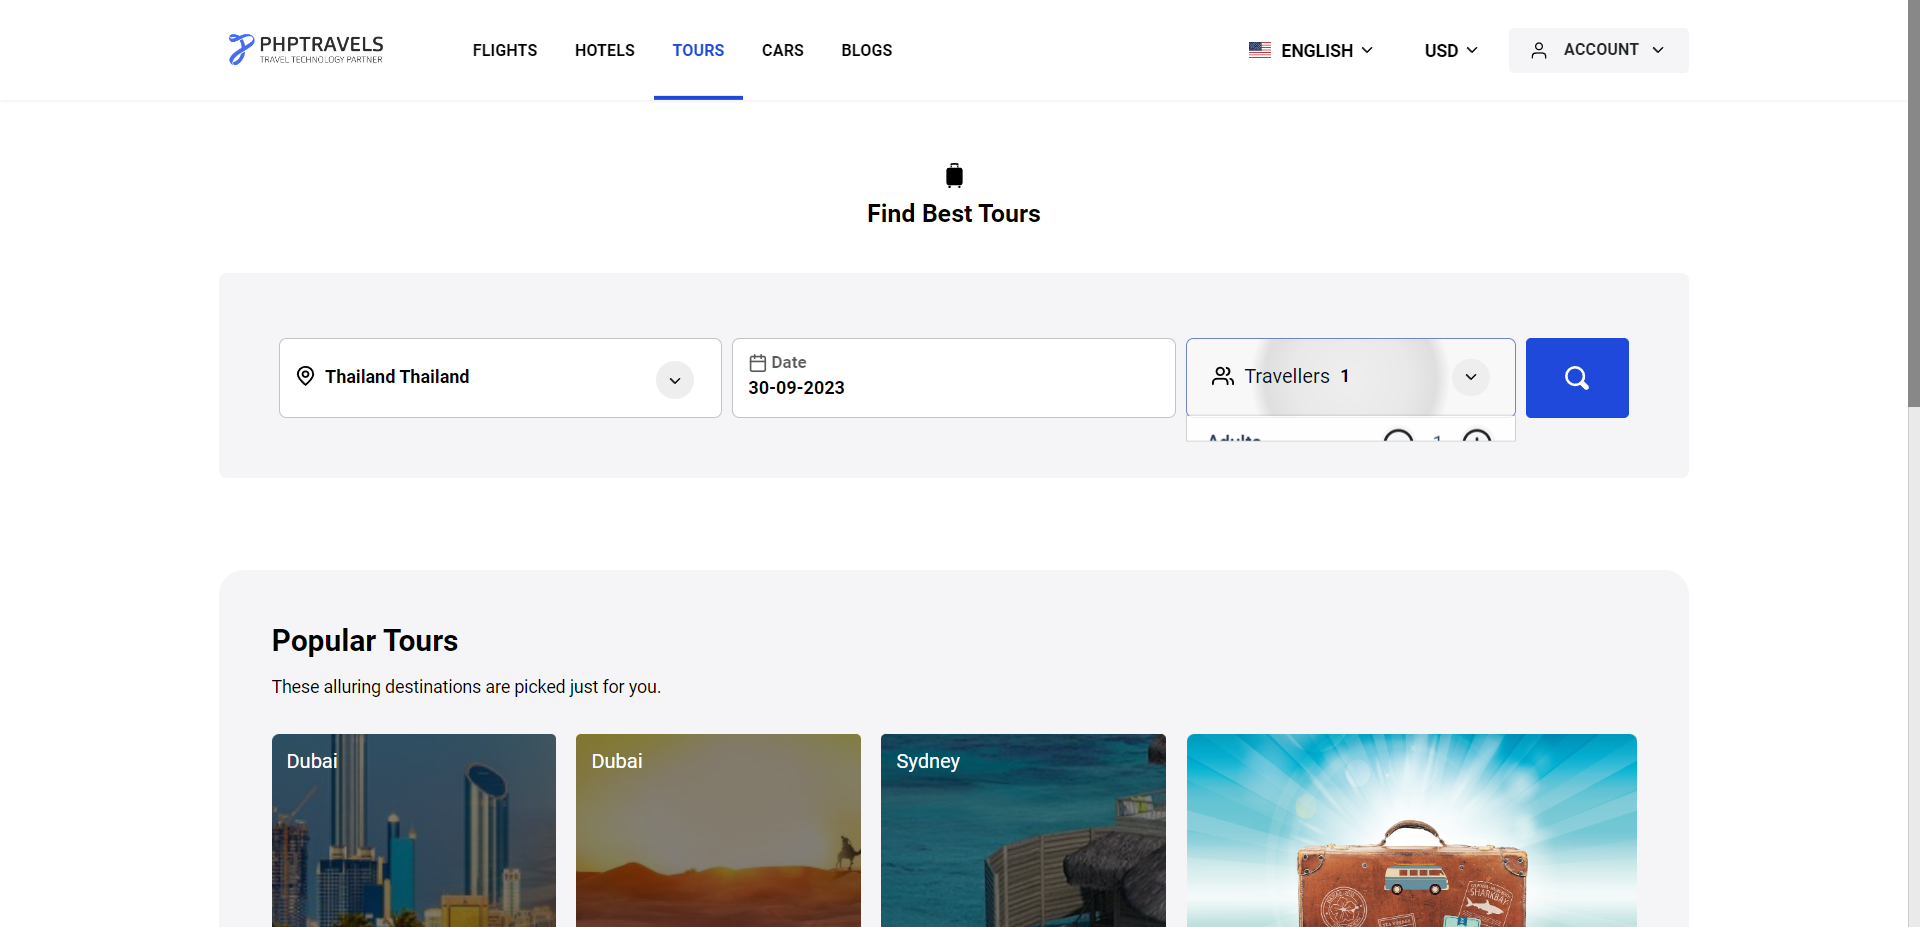 PHPTRAVELS
TRAVEL TECHNOLOGY PARTNER
FLIGHTS
HOTELS
TOURS
CARS
BLOGS
ENGLISH
USD
ACCOUNT
Find Best Tours
Thailand Thailand
Date
30-09-2023
Travellers 1
Adults 1
Popular Tours
These alluring destinations are picked just for you.
Dubai
Dubai
Sydney
SHARKBAY